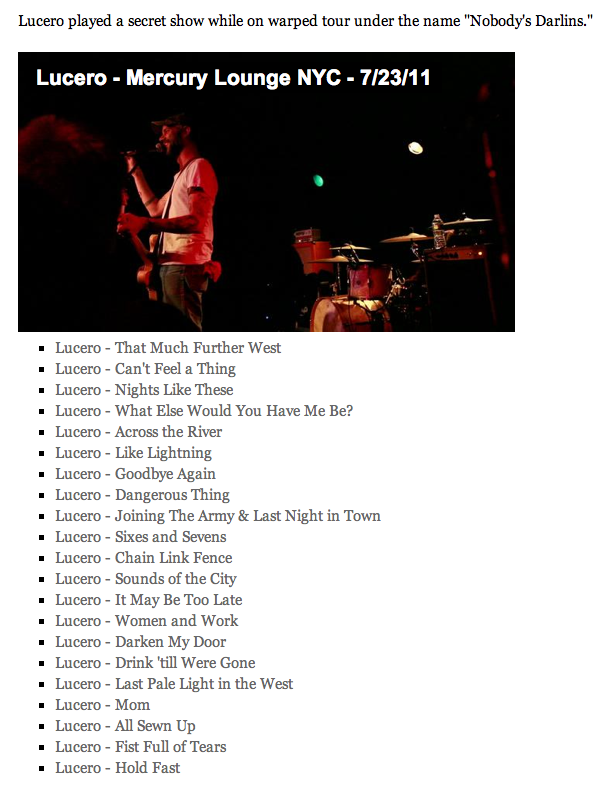 Lucero played a secret show while on warped tour under the name "Nobody's Darlins."
Lucero - Mercury Lounge NYC - 7/23/11
Lucero - That Much Further West
Lucero - Can't Feel a Thing
Lucero - Nights Like These
Lucero - What Else Would You Have Me Be?
Lucero - Across the River
Lucero - Like Lightning
Lucero - Goodbye Again
Lucero - Dangerous Thing
Lucero - Joining The Army & Last Night in Town
Lucero - Sixes and Sevens
Lucero - Chain Link Fence
Lucero - Sounds of the City
Lucero - It May Be Too Late
Lucero - Women and Work
Lucero - Darken My Door
Lucero - Drink 'till Were Gone
Lucero - Last Pale Light in the West
Lucero - Mom
Lucero - All Sewn Up
Lucero - Fist Full of Tears
Lucero - Hold Fast